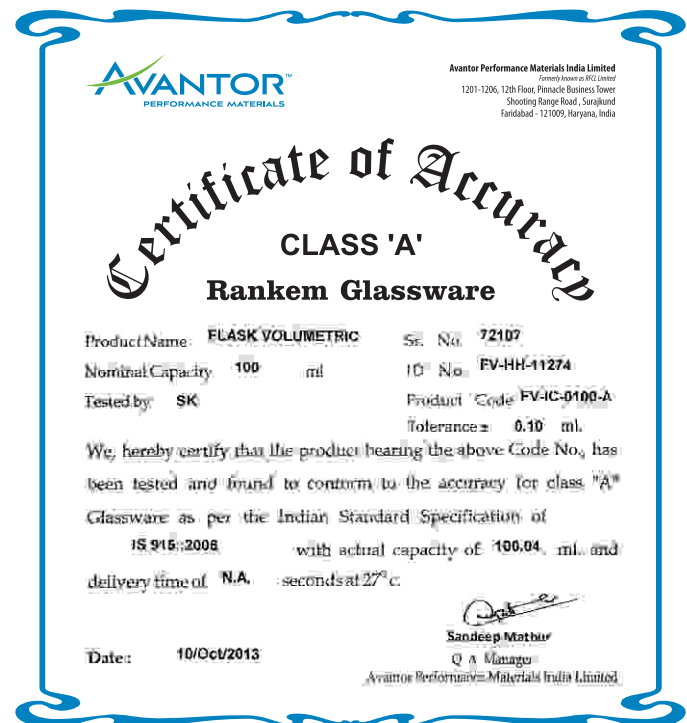 AVANTOR™
PERFORMANCE MATERIALS
Avantor Performance Materials India Limited
Formerly known as RFCL Limited
1201-1206, 12th Floor, Pinnacle Business Tower
Shooting Range Road , Surajkund
Faridabad - 121009, Haryana, India
Certificate of Accuracy
CLASS 'A'
Rankem Glassware
Product Name FLASK VOLUMETRIC Sr. No. 72107
Nominal Capacity 100 ml ID No FV-HH-11274
Tested by SK Product Code FV-IC-0100-A
Tolerance ± 0.10 ml.
We, hereby certify that the product bearing the above Code No., has
been tested and found to conform to the accuracy for class "A"
Glassware as per the Indian Standard Specification of
IS 915:2006 with actual capacity of 100.04 ml. and
delivery time of N.A. seconds at 27° c.
Sandeep Mathur
Date: 10/Oct/2013 Q A Manager
Avantor Performance Materials India Limited